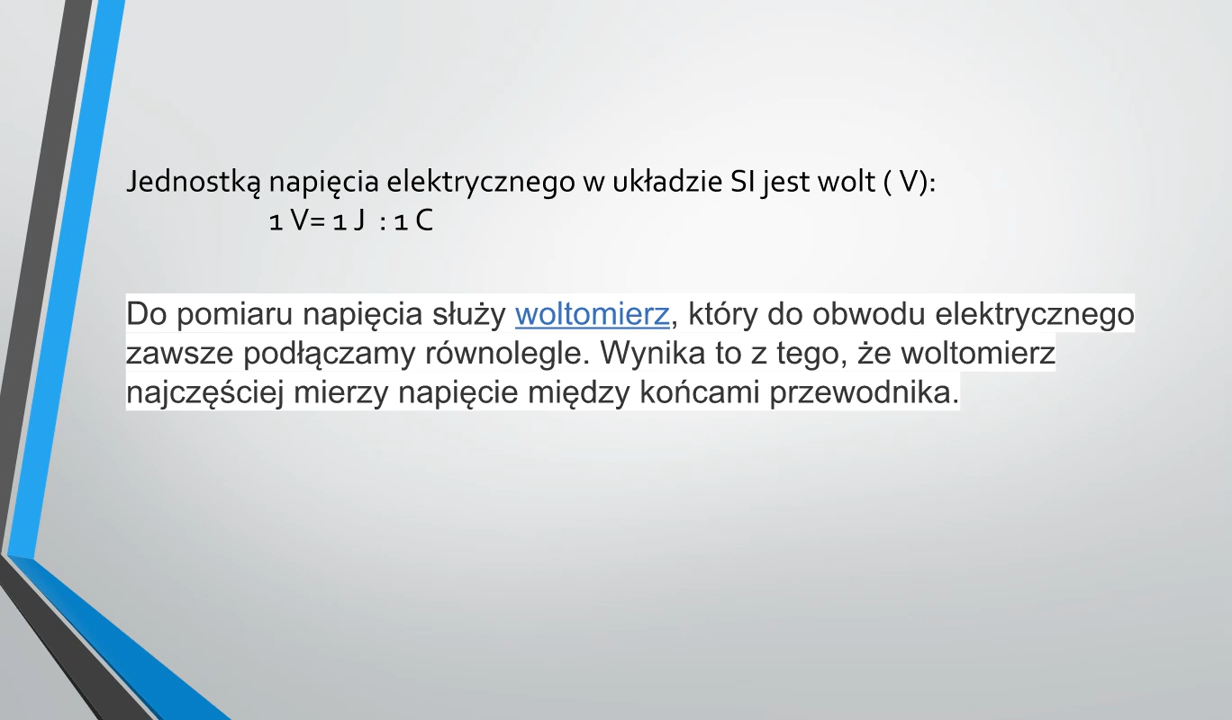 Jednostką napięcia elektrycznego w układzie SI jest wolt ( V):
1 V= 1 J  : 1 C
Do pomiaru napięcia służy woltomierz, który do obwodu elektrycznego
zawsze podłączamy równolegle. Wynika to z tego, że woltomierz
najczęściej mierzy napięcie między końcami przewodnika.